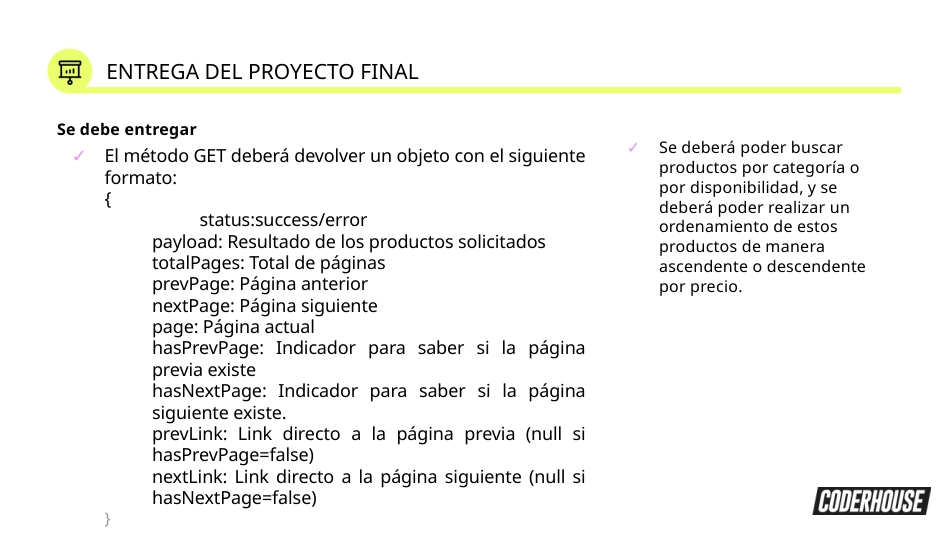 ENTREGA DEL PROYECTO FINAL
Se debe entregar
✓ El método GET deberá devolver un objeto con el siguiente
formato:
{
status:success/error
payload: Resultado de los productos solicitados
totalPages: Total de páginas
prevPage: Página anterior
nextPage: Página siguiente
page: Página actual
hasPrevPage: Indicador para saber si la página
previa existe
hasNextPage: Indicador para saber si la página
siguiente existe.
prevLink: Link directo a la página previa (null si
hasPrevPage=false)
nextLink: Link directo a la página siguiente (null si
hasNextPage=false)
}
✓ Se deberá poder buscar
productos por categoría o
por disponibilidad, y se
deberá poder realizar un
ordenamiento de estos
productos de manera
ascendente o descendente
por precio.
CODERHOUSE